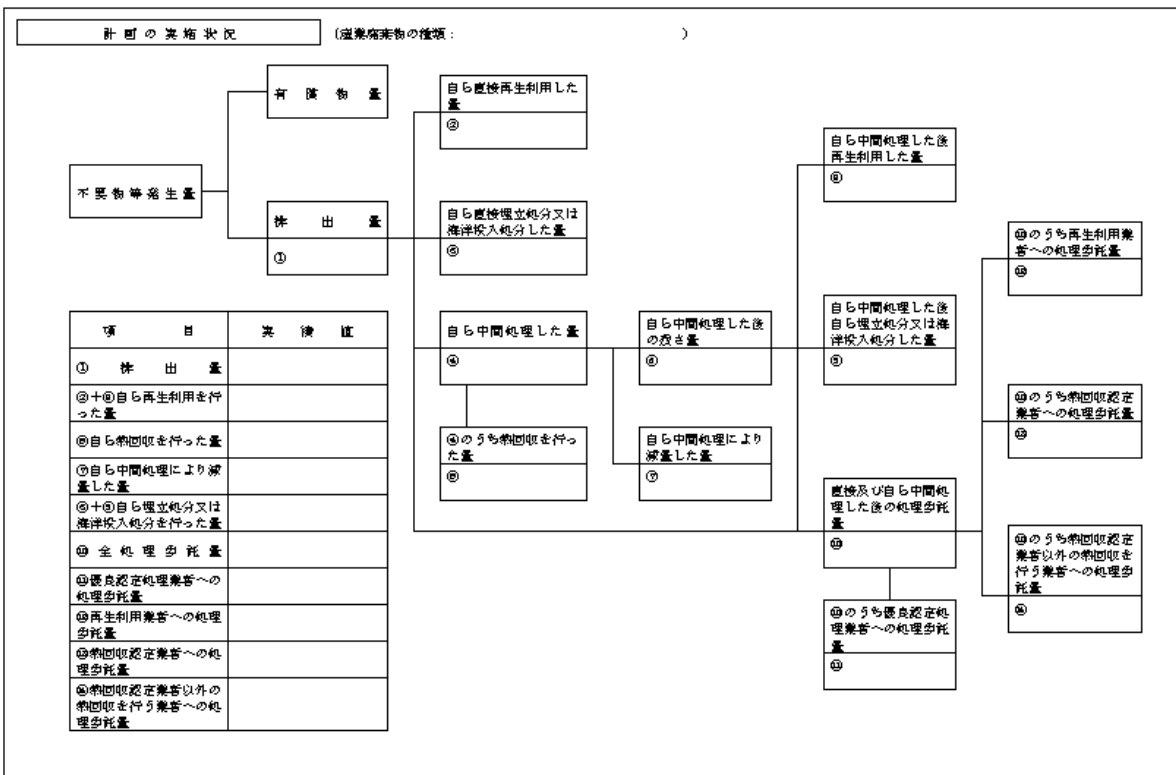 計画の実施状況
(産業廃棄物の種類：　　　　)
有償物量
不要物等発生量
排出量
①
自ら直接再生利用した
量
②
自ら直接埋立処分又は
海洋投入処分した量
③
自ら中間処理した量
④
④のうち熱回収を行っ
た量
⑤
自ら中間処理した後
の残さ量
⑥
自ら中間処理により
減量した量
⑦
自ら中間処理した後
再生利用した量
⑧
自ら中間処理した後
自ら埋立処分又は海
洋投入処分した量
⑨
直接及び自ら中間処
理した後の処理委託
量
⑩
⑩のうち優良認定処
理業者への処理委託
量
⑪
⑩のうち再生利用業
者への処理委託量
⑫
⑩のうち熱回収認定
業者への処理委託量
⑬
⑩のうち熱回収認定
業者以外の熱回収を
行う業者への処理委
託量
⑭
項目
実績値
①排出量
②＋⑧自ら再生利用を行
った量
⑤自ら熱回収を行った量
⑦自ら中間処理により減
量した量
③＋⑨自ら埋立処分又は
海洋投入処分を行った量
⑩全処理委託量
⑪優良認定処理業者への
処理委託量
⑫再生利用業者への処理
委託量
⑬熱回収認定業者への処
理委託量
⑭熱回収認定業者以外の
熱回収を行う業者への処
理委託量